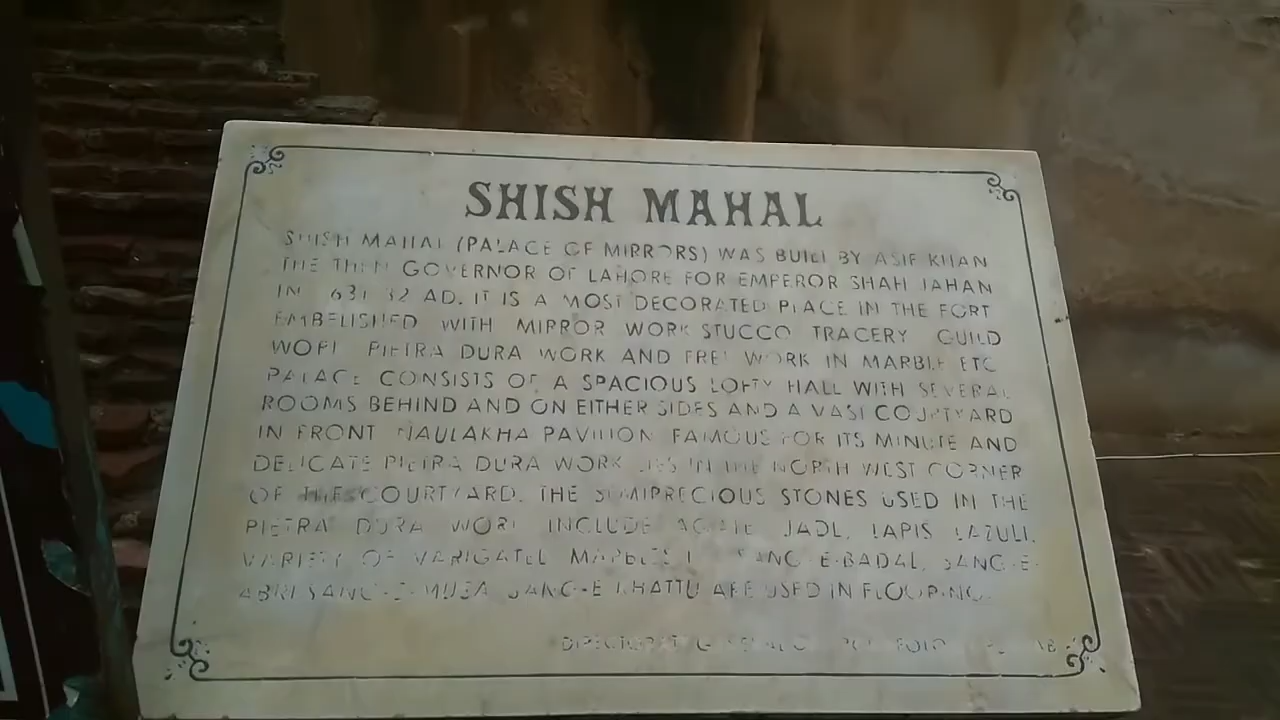 SHISH MAHAL
SHISH MAHAL (PALACE OF MIRRORS) WAS BUILT BY ASIF KHAN
THE THEN GOVERNOR OF LAHORE FOR EMPEROR SHAH JAHAN
IN 1631-32 AD. IT IS A MOST DECORATED PLACE IN THE FORT
EMBELISHED WITH MIRROR WORK STUCCO TRACERY GUILD
WORK PIETRA DURA WORK AND FRET WORK IN MARBLE ETC
PALACE CONSISTS OF A SPACIOUS LOFTY HALL WITH SEVERAL
ROOMS BEHIND AND ON EITHER SIDES AND A VAST COURTYARD
IN FRONT NAULAKHA PAVILION FAMOUS FOR ITS MINUTE AND
DELICATE PIETRA DURA WORK LIES IN THE NORTH WEST CORNER
OF THE COURTYARD. THE SEMIPRECIOUS STONES USED IN THE
PIETRA DURA WORK INCLUDE AGATE, JADE, LAPIS LAZULI.
VARIETY OF VARIGATED MARBLES SANG-E-BADAL, SANG-E-
ABRI SANG-E-MUSA SANG-E KHATTU ARE USED IN FLOORING.